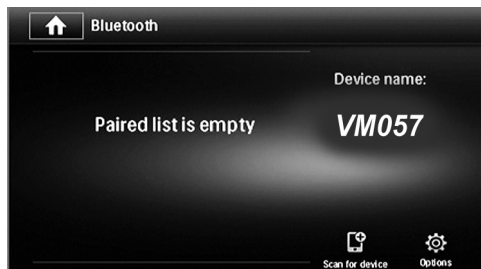 Bluetooth
Device name:
Paired list is empty
VM057
Scan for device
Options